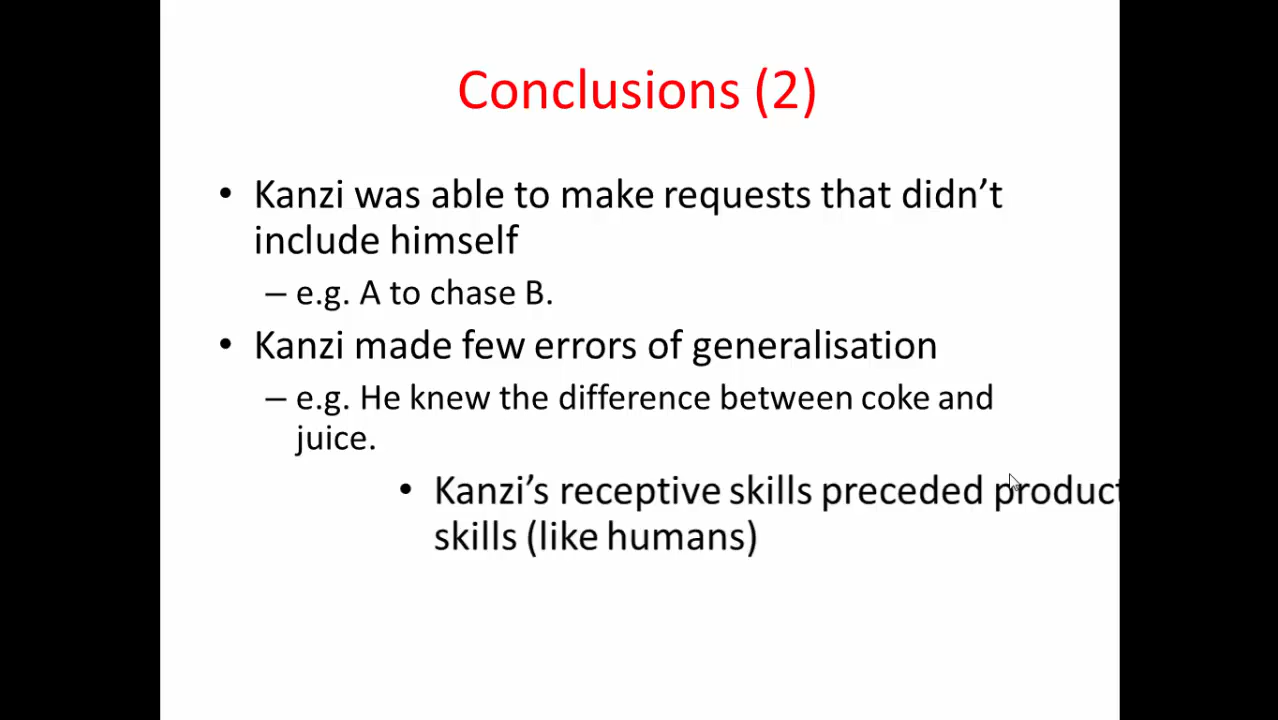 Conclusions (2)
• Kanzi was able to make requests that didn’t
include himself
– e.g. A to chase B.
• Kanzi made few errors of generalisation
– e.g. He knew the difference between coke and
juice.
• Kanzi’s receptive skills preceded product
skills (like humans)